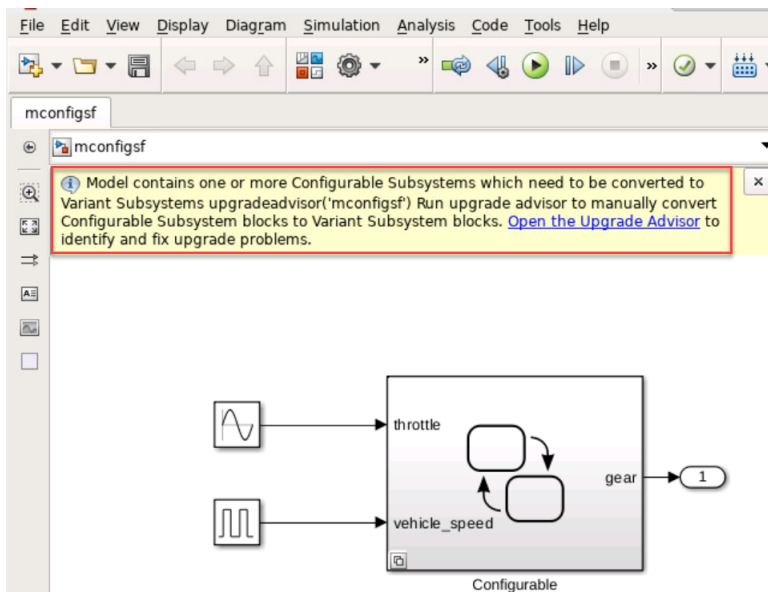 File Edit View Display Diagram Simulation Analysis Code Tools Help
» »
mconfigsf
mconfigsf
Model contains one or more Configurable Subsystems which need to be converted to
Variant Subsystems upgradeadvisor('mconfigsf') Run upgrade advisor to manually convert
Configurable Subsystem blocks to Variant Subsystem blocks. Open the Upgrade Advisor to
identify and fix upgrade problems.
throttle
gear
1
vehicle_speed
Configurable